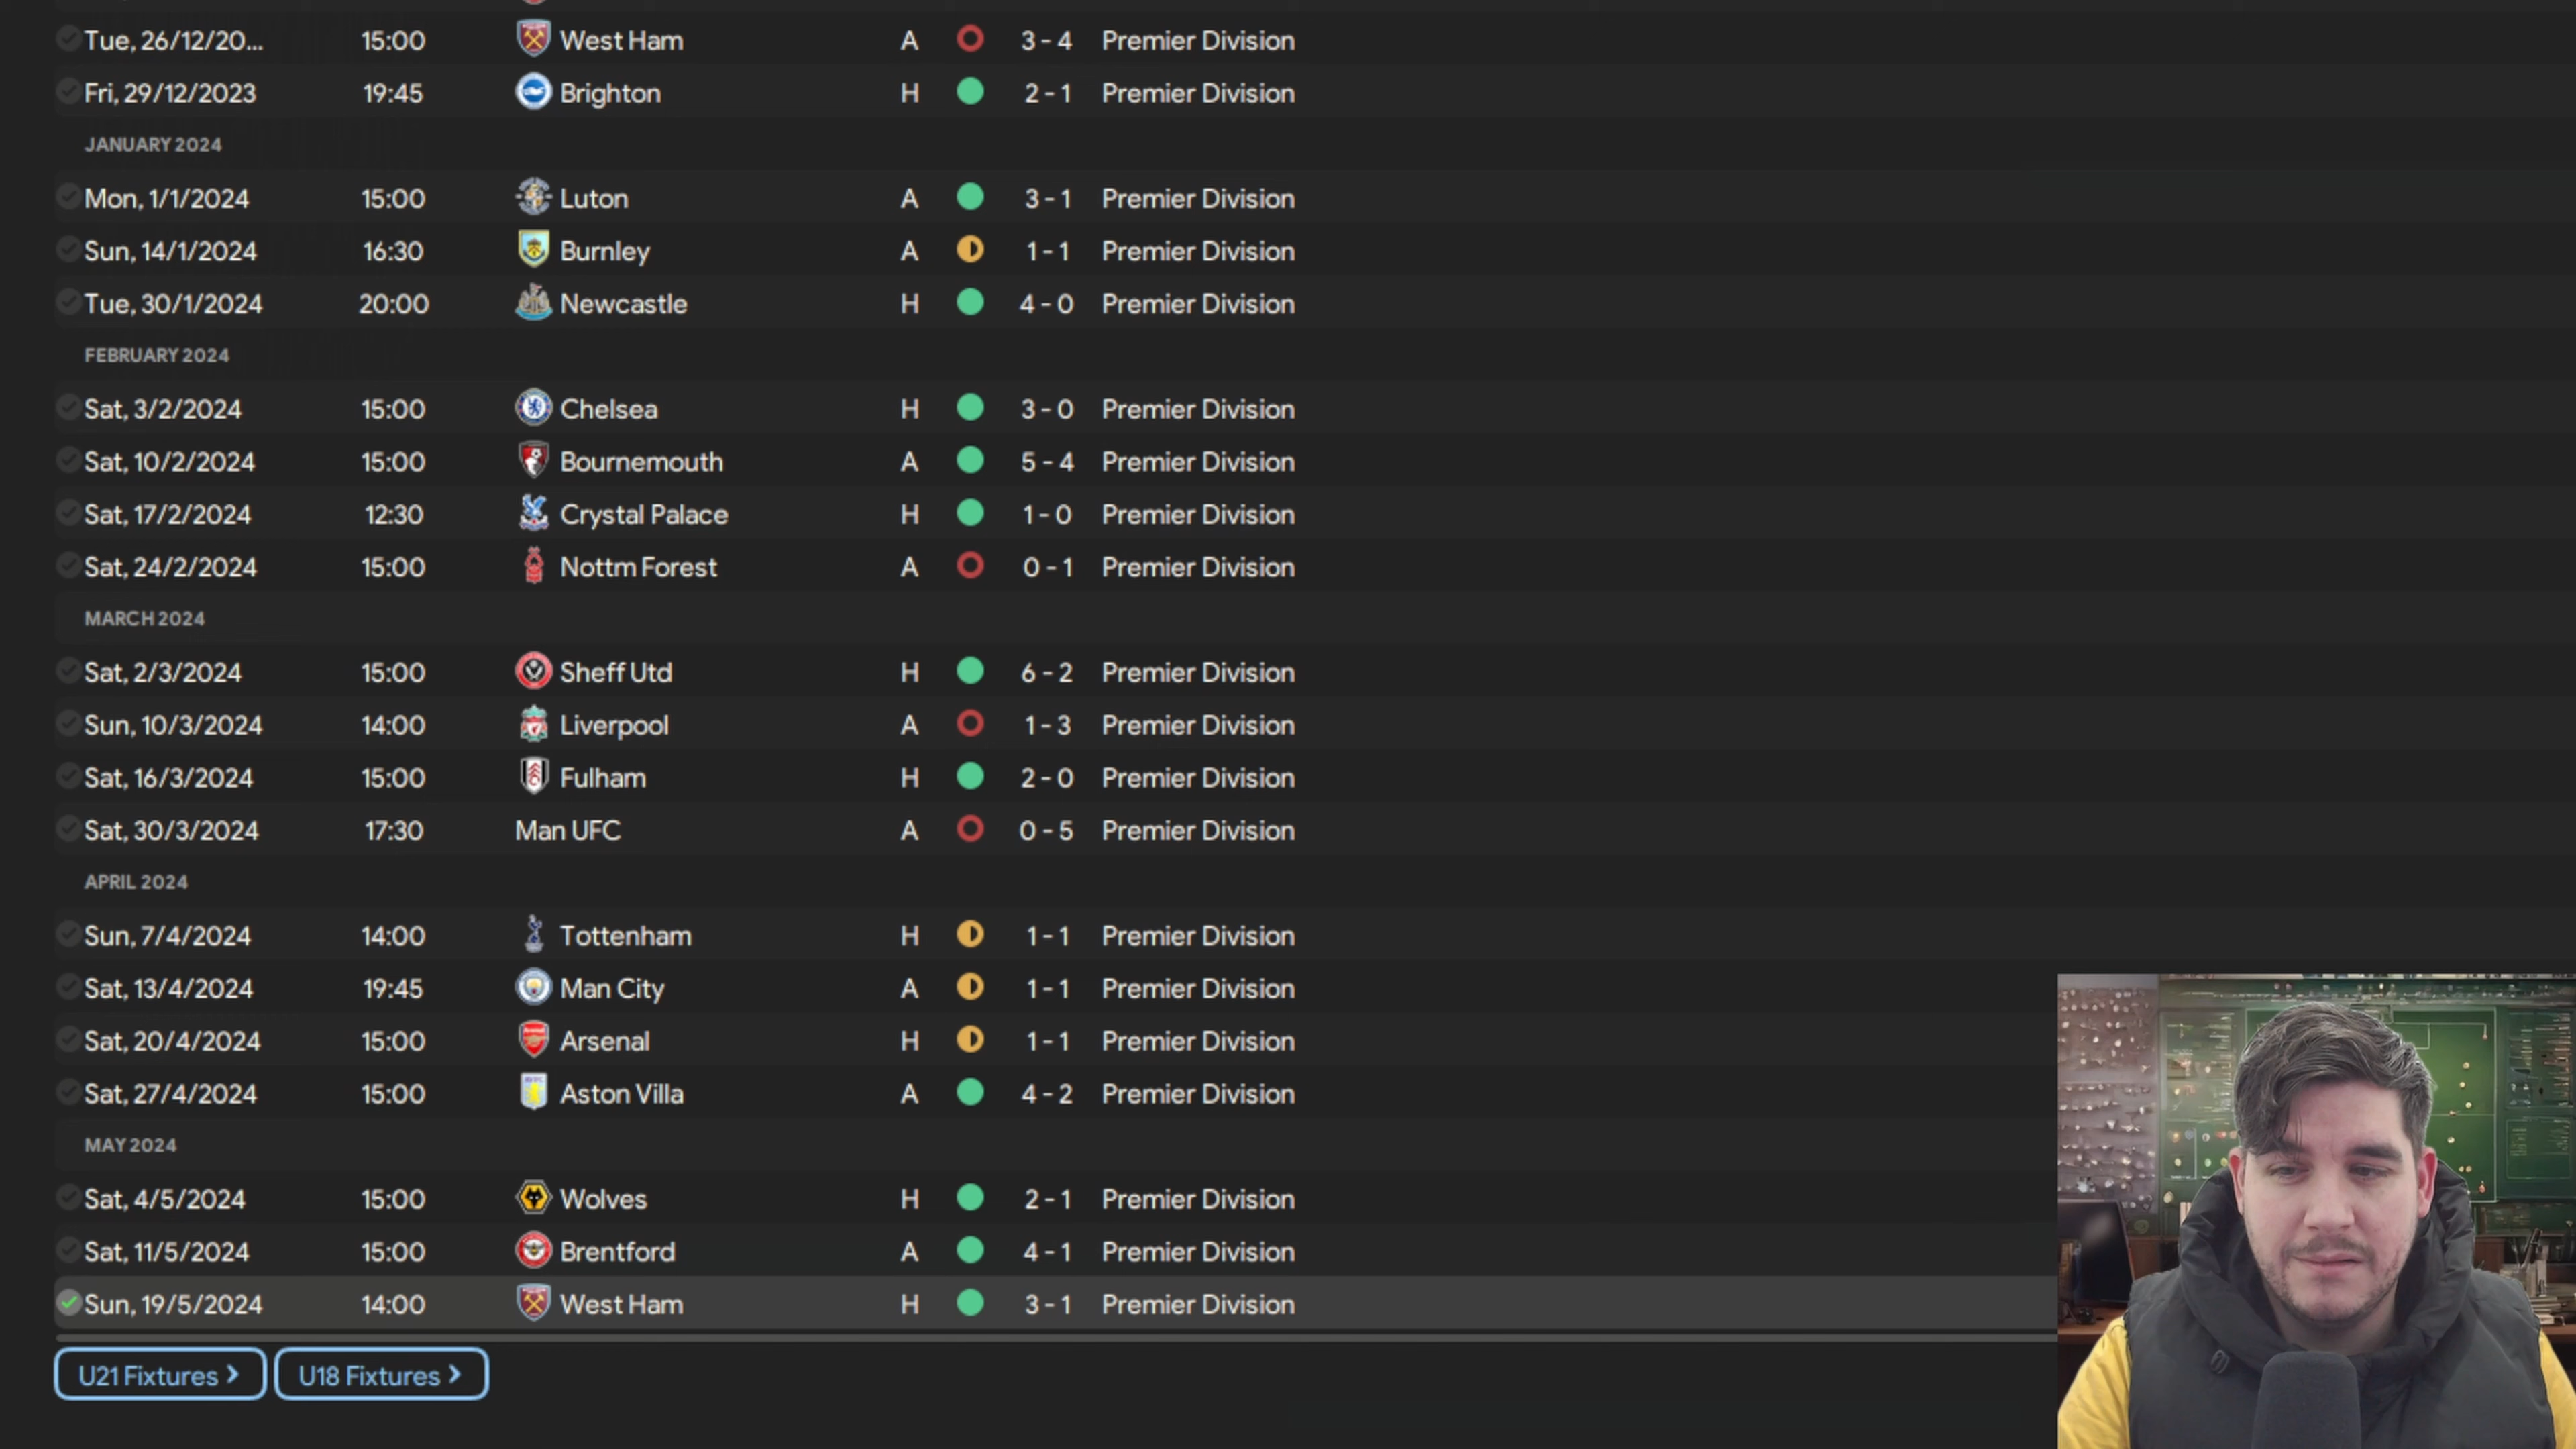 Tue, 26/12/20... 15:00 West Ham A 3 - 4 Premier Division
Fri, 29/12/2023 19:45 Brighton H 2 - 1 Premier Division
JANUARY 2024
Mon, 1/1/2024 15:00 Luton A 3 - 1 Premier Division
Sun, 14/1/2024 16:30 Burnley A 1 - 1 Premier Division
Tue, 30/1/2024 20:00 Newcastle H 4 - 0 Premier Division
FEBRUARY 2024
Sat, 3/2/2024 15:00 Chelsea H 3 - 0 Premier Division
Sat, 10/2/2024 15:00 Bournemouth A 5 - 4 Premier Division
Sat, 17/2/2024 12:30 Crystal Palace H 1 - 0 Premier Division
Sat, 24/2/2024 15:00 Nottm Forest A 0 - 1 Premier Division
MARCH 2024
Sat, 2/3/2024 15:00 Sheff Utd H 6 - 2 Premier Division
Sun, 10/3/2024 14:00 Liverpool A 1 - 3 Premier Division
Sat, 16/3/2024 15:00 Fulham H 2 - 0 Premier Division
Sat, 30/3/2024 17:30 Man UFC A 0 - 5 Premier Division
APRIL 2024
Sun, 7/4/2024 14:00 Tottenham H 1 - 1 Premier Division
Sat, 13/4/2024 19:45 Man City A 1 - 1 Premier Division
Sat, 20/4/2024 15:00 Arsenal H 1 - 1 Premier Division
Sat, 27/4/2024 15:00 Aston Villa A 4 - 2 Premier Division
MAY 2024
Sat, 4/5/2024 15:00 Wolves H 2 - 1 Premier Division
Sat, 11/5/2024 15:00 Brentford A 4 - 1 Premier Division
Sun, 19/5/2024 14:00 West Ham H 3 - 1 Premier Division
U21 Fixtures > U18 Fixtures >